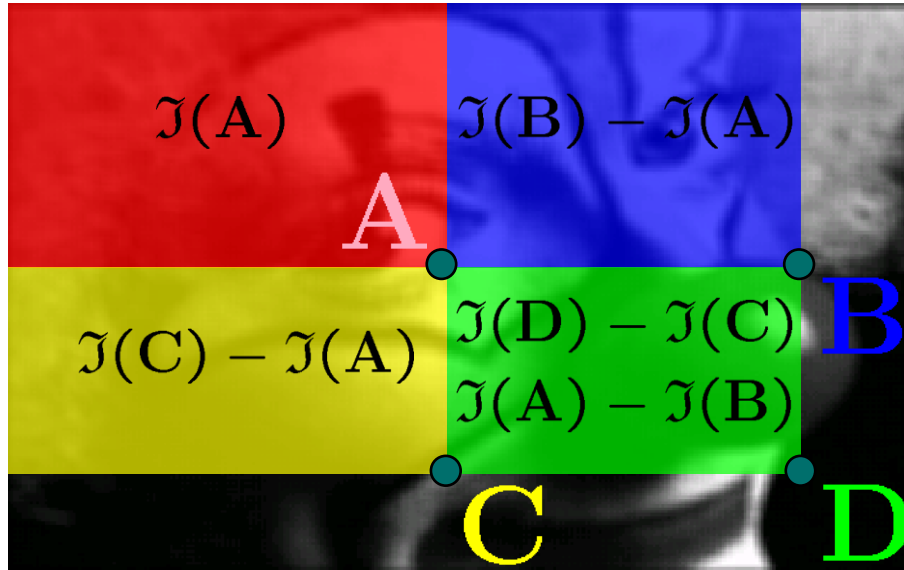 ℑ(A)
ℑ(B) − ℑ(A)
A
B
ℑ(C) − ℑ(A)
ℑ(D) − ℑ(C)
ℑ(A) − ℑ(B)
C
D